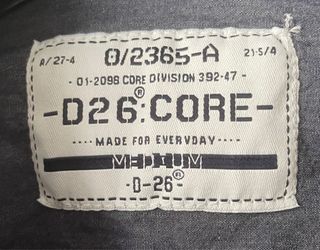 A/27-4 0/2365-A 21-5/4
- 01-2098 CORE DIVISION 392-47 -
-D26®:CORE-
---- MADE FOR EVERYDAY -----
MEDIUM
-D-26®-